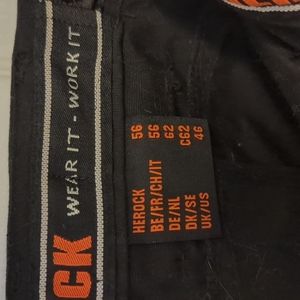 CK WEAR IT - WORK IT
HEROCK 56
BE/FR/CH/IT 56
DE/NL 62
DK/SE C62
UK/US 46